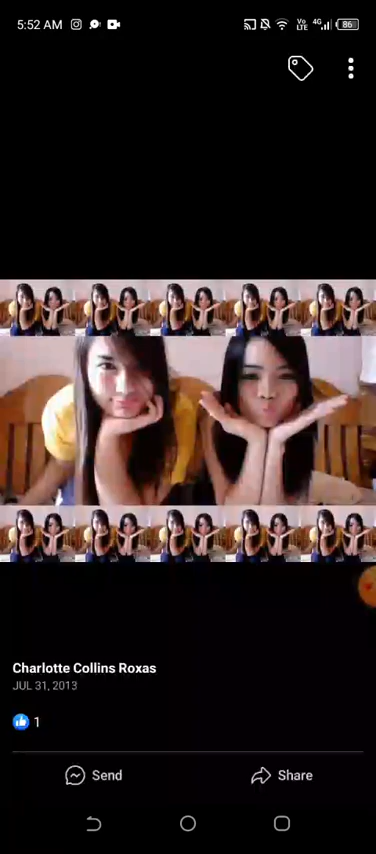 5:52 AM
Vo LTE 4G 86
Charlotte Collins Roxas
JUL 31, 2013
1
Send Share